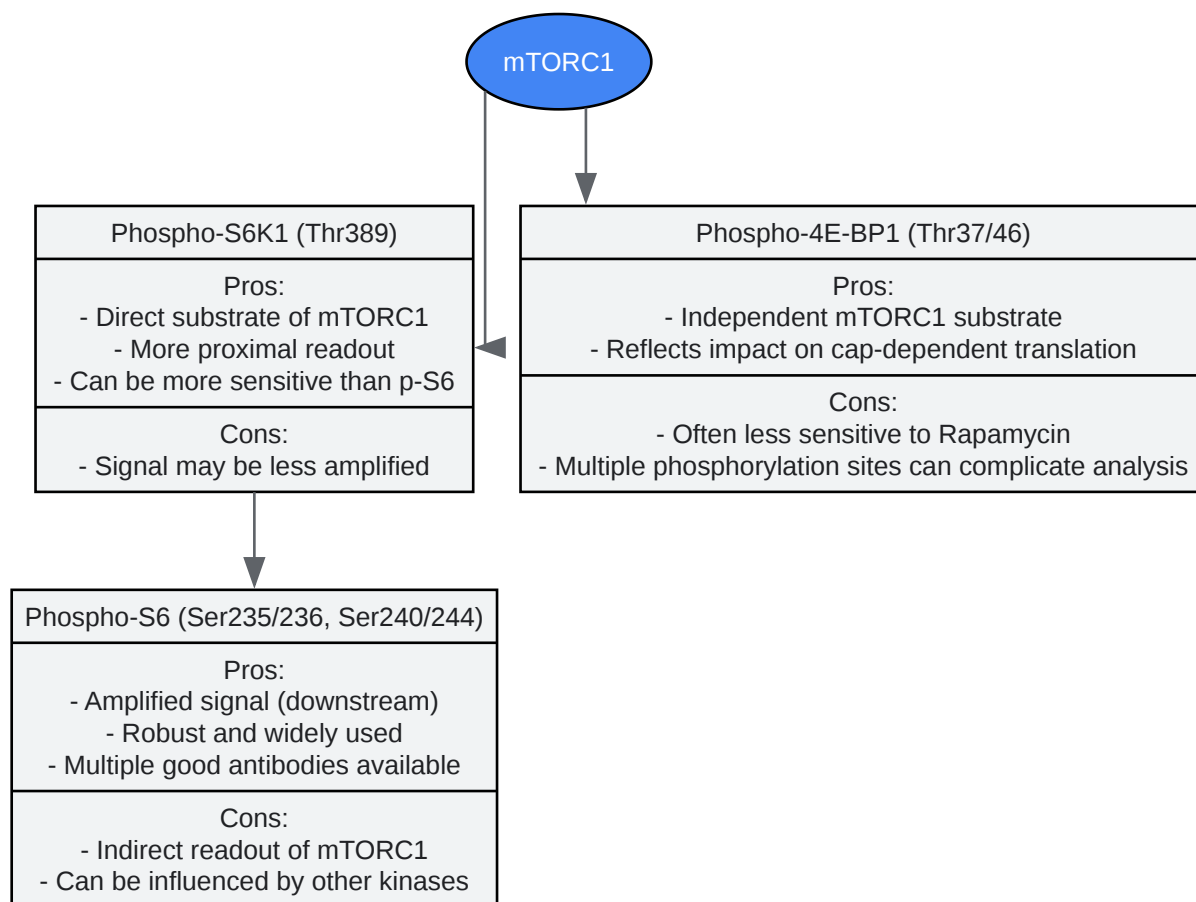 mTORC1
Phospho-S6K1 (Thr389)
Pros:
- Direct substrate of mTORC1
- More proximal readout
- Can be more sensitive than p-S6
Cons:
- Signal may be less amplified
Phospho-4E-BP1 (Thr37/46)
Pros:
- Independent mTORC1 substrate
- Reflects impact on cap-dependent translation
Cons:
- Often less sensitive to Rapamycin
- Multiple phosphorylation sites can complicate analysis
Phospho-S6 (Ser235/236, Ser240/244)
Pros:
- Amplified signal (downstream)
- Robust and widely used
- Multiple good antibodies available
Cons:
- Indirect readout of mTORC1
- Can be influenced by other kinases